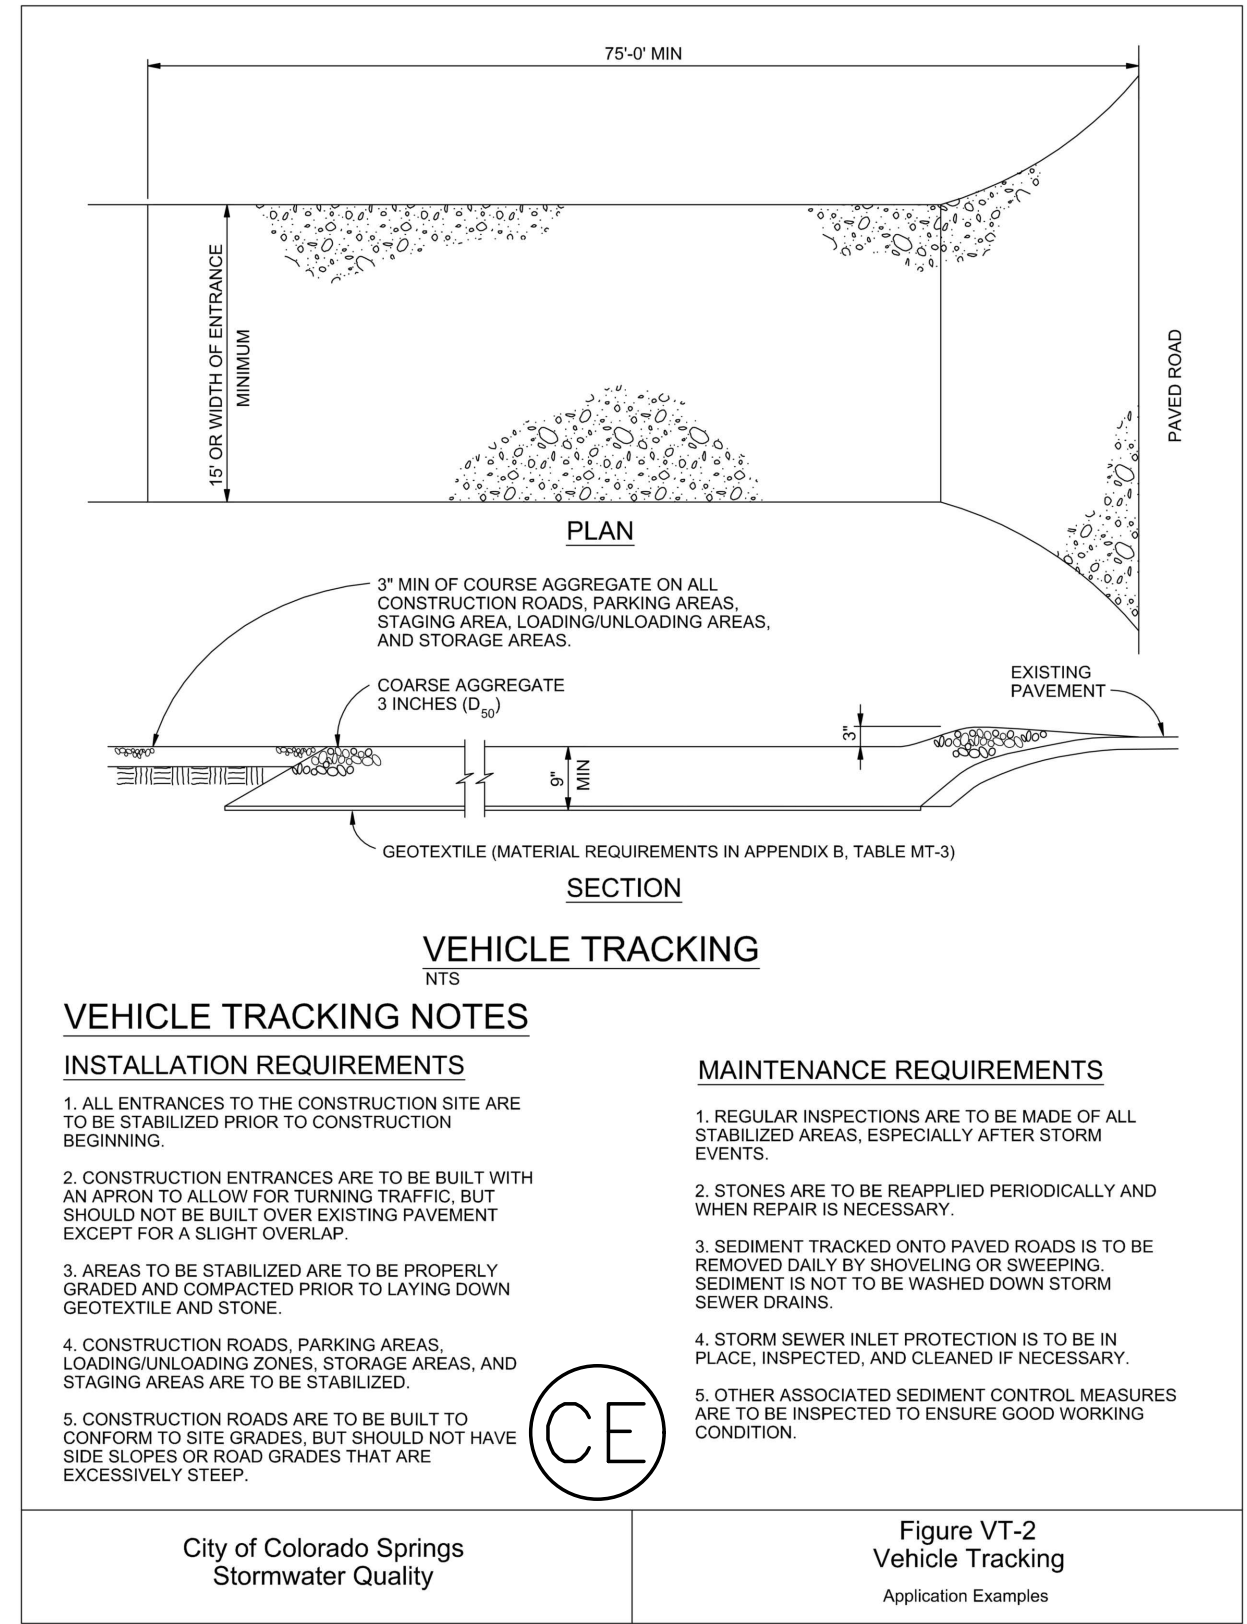 75'-0' MIN
15' OR WIDTH OF ENTRANCE
MINIMUM
PAVED ROAD
PLAN
3" MIN OF COURSE AGGREGATE ON ALL
CONSTRUCTION ROADS, PARKING AREAS,
STAGING AREA, LOADING/UNLOADING AREAS,
AND STORAGE AREAS.
COARSE AGGREGATE
3 INCHES (D50)
EXISTING
PAVEMENT
3"
9"
MIN
GEOTEXTILE (MATERIAL REQUIREMENTS IN APPENDIX B, TABLE MT-3)
SECTION
VEHICLE TRACKING
NTS
VEHICLE TRACKING NOTES
INSTALLATION REQUIREMENTS
1. ALL ENTRANCES TO THE CONSTRUCTION SITE ARE
TO BE STABILIZED PRIOR TO CONSTRUCTION
BEGINNING.
2. CONSTRUCTION ENTRANCES ARE TO BE BUILT WITH
AN APRON TO ALLOW FOR TURNING TRAFFIC, BUT
SHOULD NOT BE BUILT OVER EXISTING PAVEMENT
EXCEPT FOR A SLIGHT OVERLAP.
3. AREAS TO BE STABILIZED ARE TO BE PROPERLY
GRADED AND COMPACTED PRIOR TO LAYING DOWN
GEOTEXTILE AND STONE.
4. CONSTRUCTION ROADS, PARKING AREAS,
LOADING/UNLOADING ZONES, STORAGE AREAS, AND
STAGING AREAS ARE TO BE STABILIZED.
5. CONSTRUCTION ROADS ARE TO BE BUILT TO
CONFORM TO SITE GRADES, BUT SHOULD NOT HAVE
SIDE SLOPES OR ROAD GRADES THAT ARE
EXCESSIVELY STEEP.
MAINTENANCE REQUIREMENTS
1. REGULAR INSPECTIONS ARE TO BE MADE OF ALL
STABILIZED AREAS, ESPECIALLY AFTER STORM
EVENTS.
2. STONES ARE TO BE REAPPLIED PERIODICALLY AND
WHEN REPAIR IS NECESSARY.
3. SEDIMENT TRACKED ONTO PAVED ROADS IS TO BE
REMOVED DAILY BY SHOVELING OR SWEEPING.
SEDIMENT IS NOT TO BE WASHED DOWN STORM
SEWER DRAINS.
4. STORM SEWER INLET PROTECTION IS TO BE IN
PLACE, INSPECTED, AND CLEANED IF NECESSARY.
5. OTHER ASSOCIATED SEDIMENT CONTROL MEASURES
ARE TO BE INSPECTED TO ENSURE GOOD WORKING
CONDITION.
CE
City of Colorado Springs
Stormwater Quality
Figure VT-2
Vehicle Tracking
Application Examples